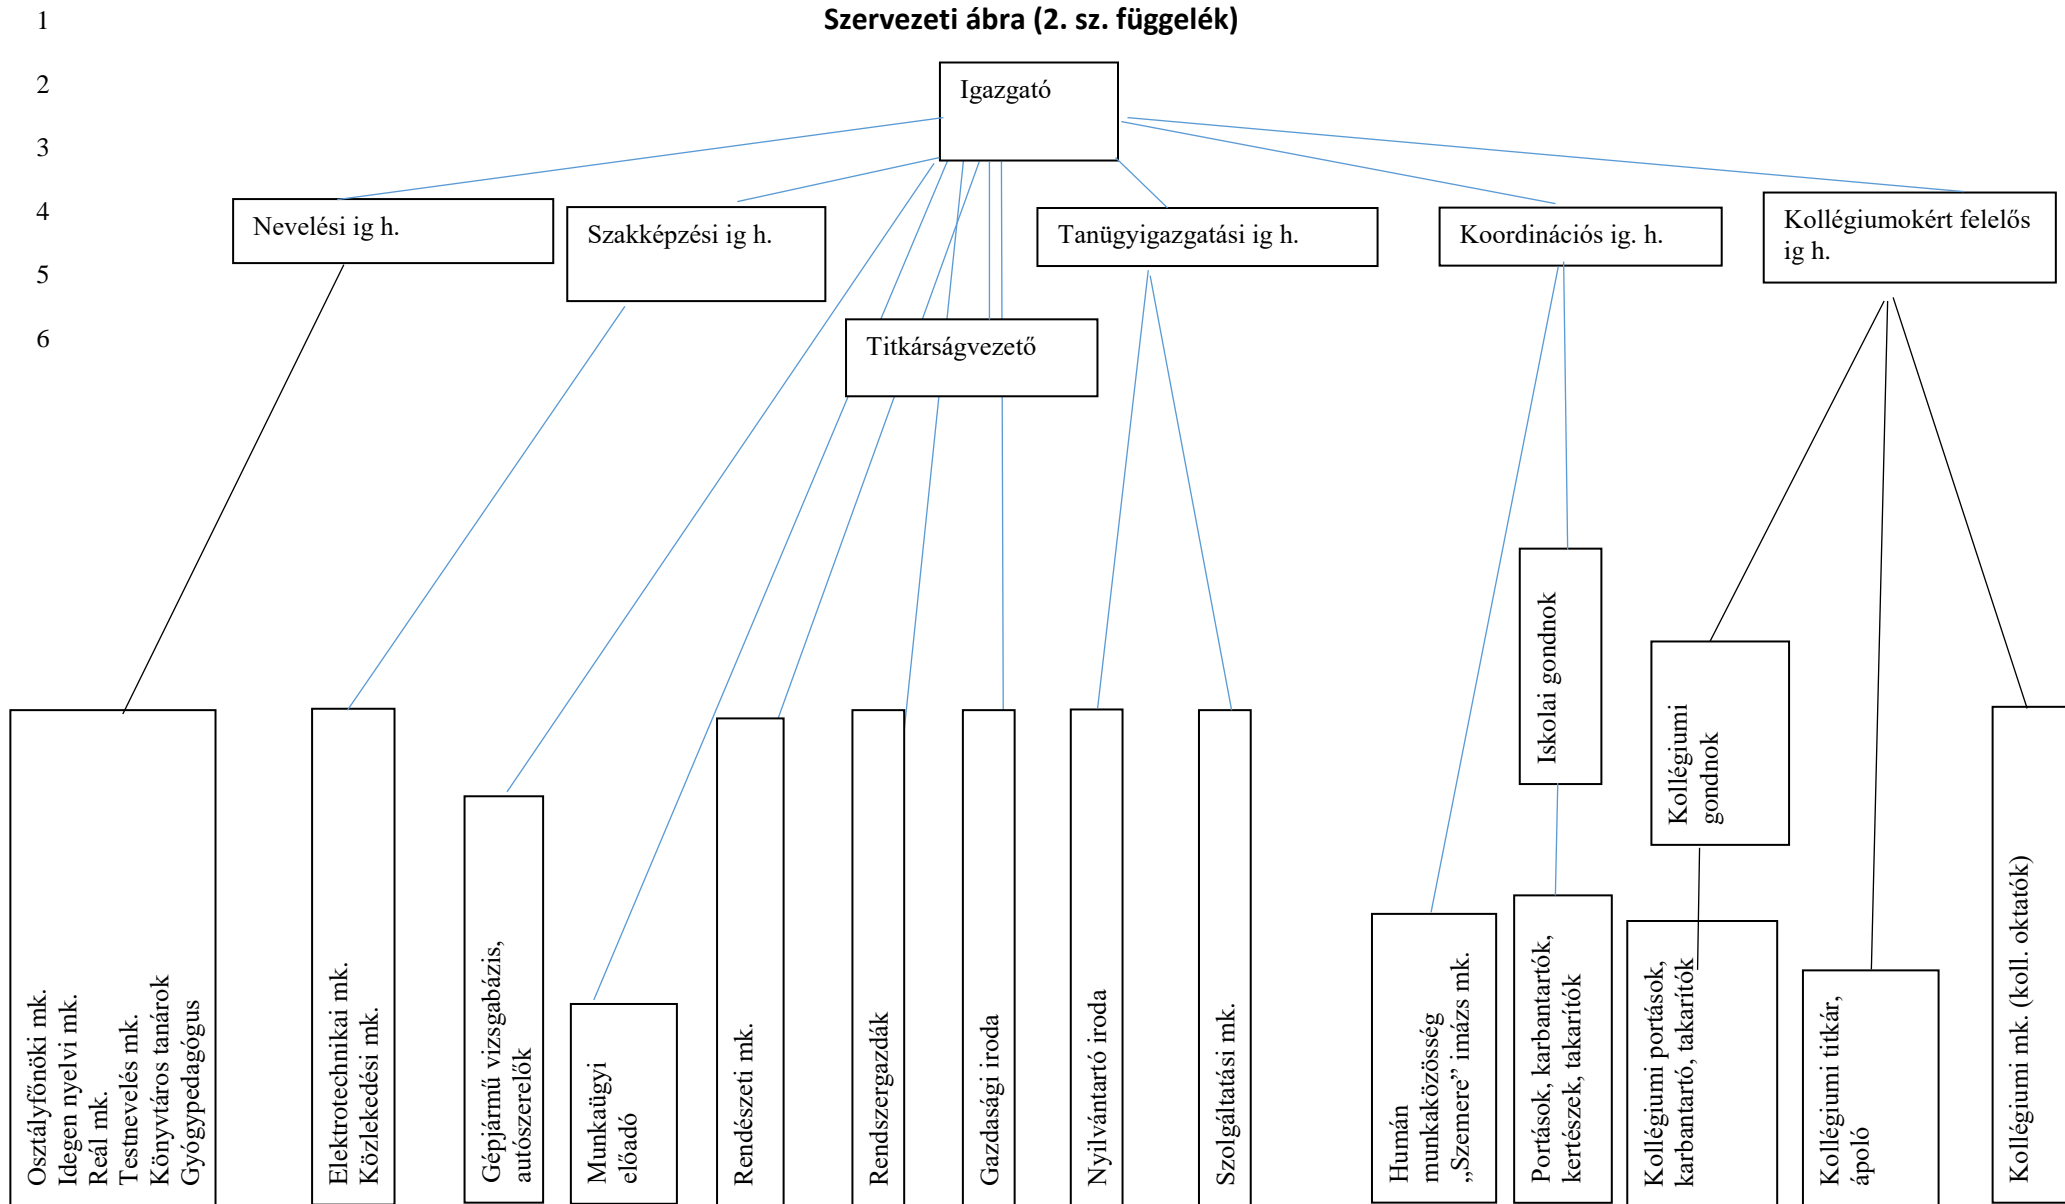 1
Szervezeti ábra (2. sz. függelék)
2
Igazgató
3
4
Nevelési ig h.
Szakképzési ig h.
Tanügyigazgatási ig h.
Koordinációs ig. h.
Kollégiumokért felelős
ig h.
5
6
Titkárságvezető
Osztályfőnöki mk.
Idegen nyelvi mk.
Reál mk.
Testnevelés mk.
Könyvtáros tanárok
Gyógypedagógus
Elektrotechnikai mk.
Közlekedési mk.
Gépjármű vizsgabázis,
autószerelők
Munkaügyi
előadó
Rendészeti mk.
Rendszergazdák
Gazdasági iroda
Nyilvántartó iroda
Szolgáltatási mk.
Humán
munkaközösség
„Szemere” imázs mk.
Iskolai gondnok
Portások, karbantartók,
kertészek, takarítók
Kollégiumi
gondnok
Kollégiumi portások,
karbantartó, takarítók
Kollégiumi titkár,
ápoló
Kollégiumi mk. (koll. oktatók)